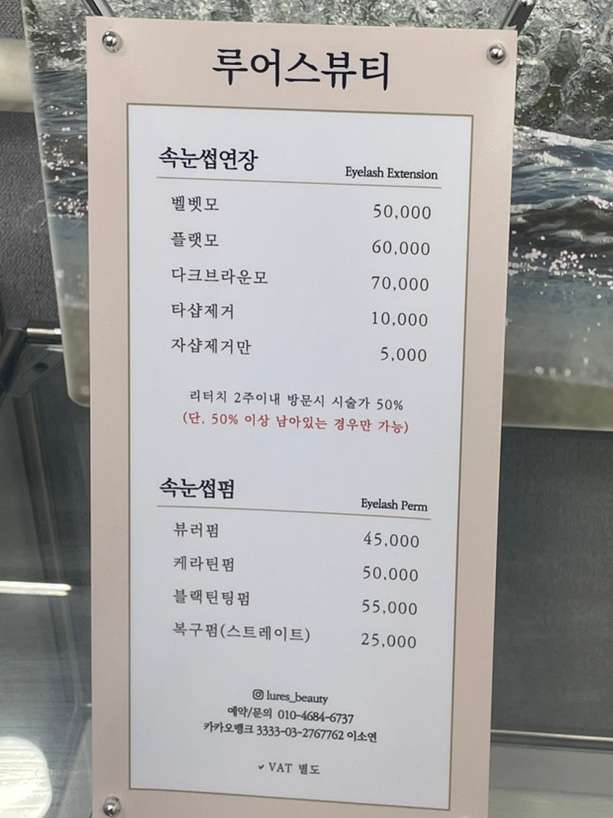 루어스뷰티
속눈썹연장 Eyelash Extension
벨벳모 50,000
플랫모 60,000
다크브라운모 70,000
타샵제거 10,000
자샵제거만 5,000
리터치 2주이내 방문시 시술가 50%
(단, 50% 이상 남아있는 경우만 가능)
속눈썹펌 Eyelash Perm
뷰러펌 45,000
케라틴펌 50,000
블랙틴팅펌 55,000
복구펌(스트레이트) 25,000
lures_beauty
예약/문의 010-4684-6737
카카오뱅크 3333-03-2767762 이소연
✓ VAT 별도